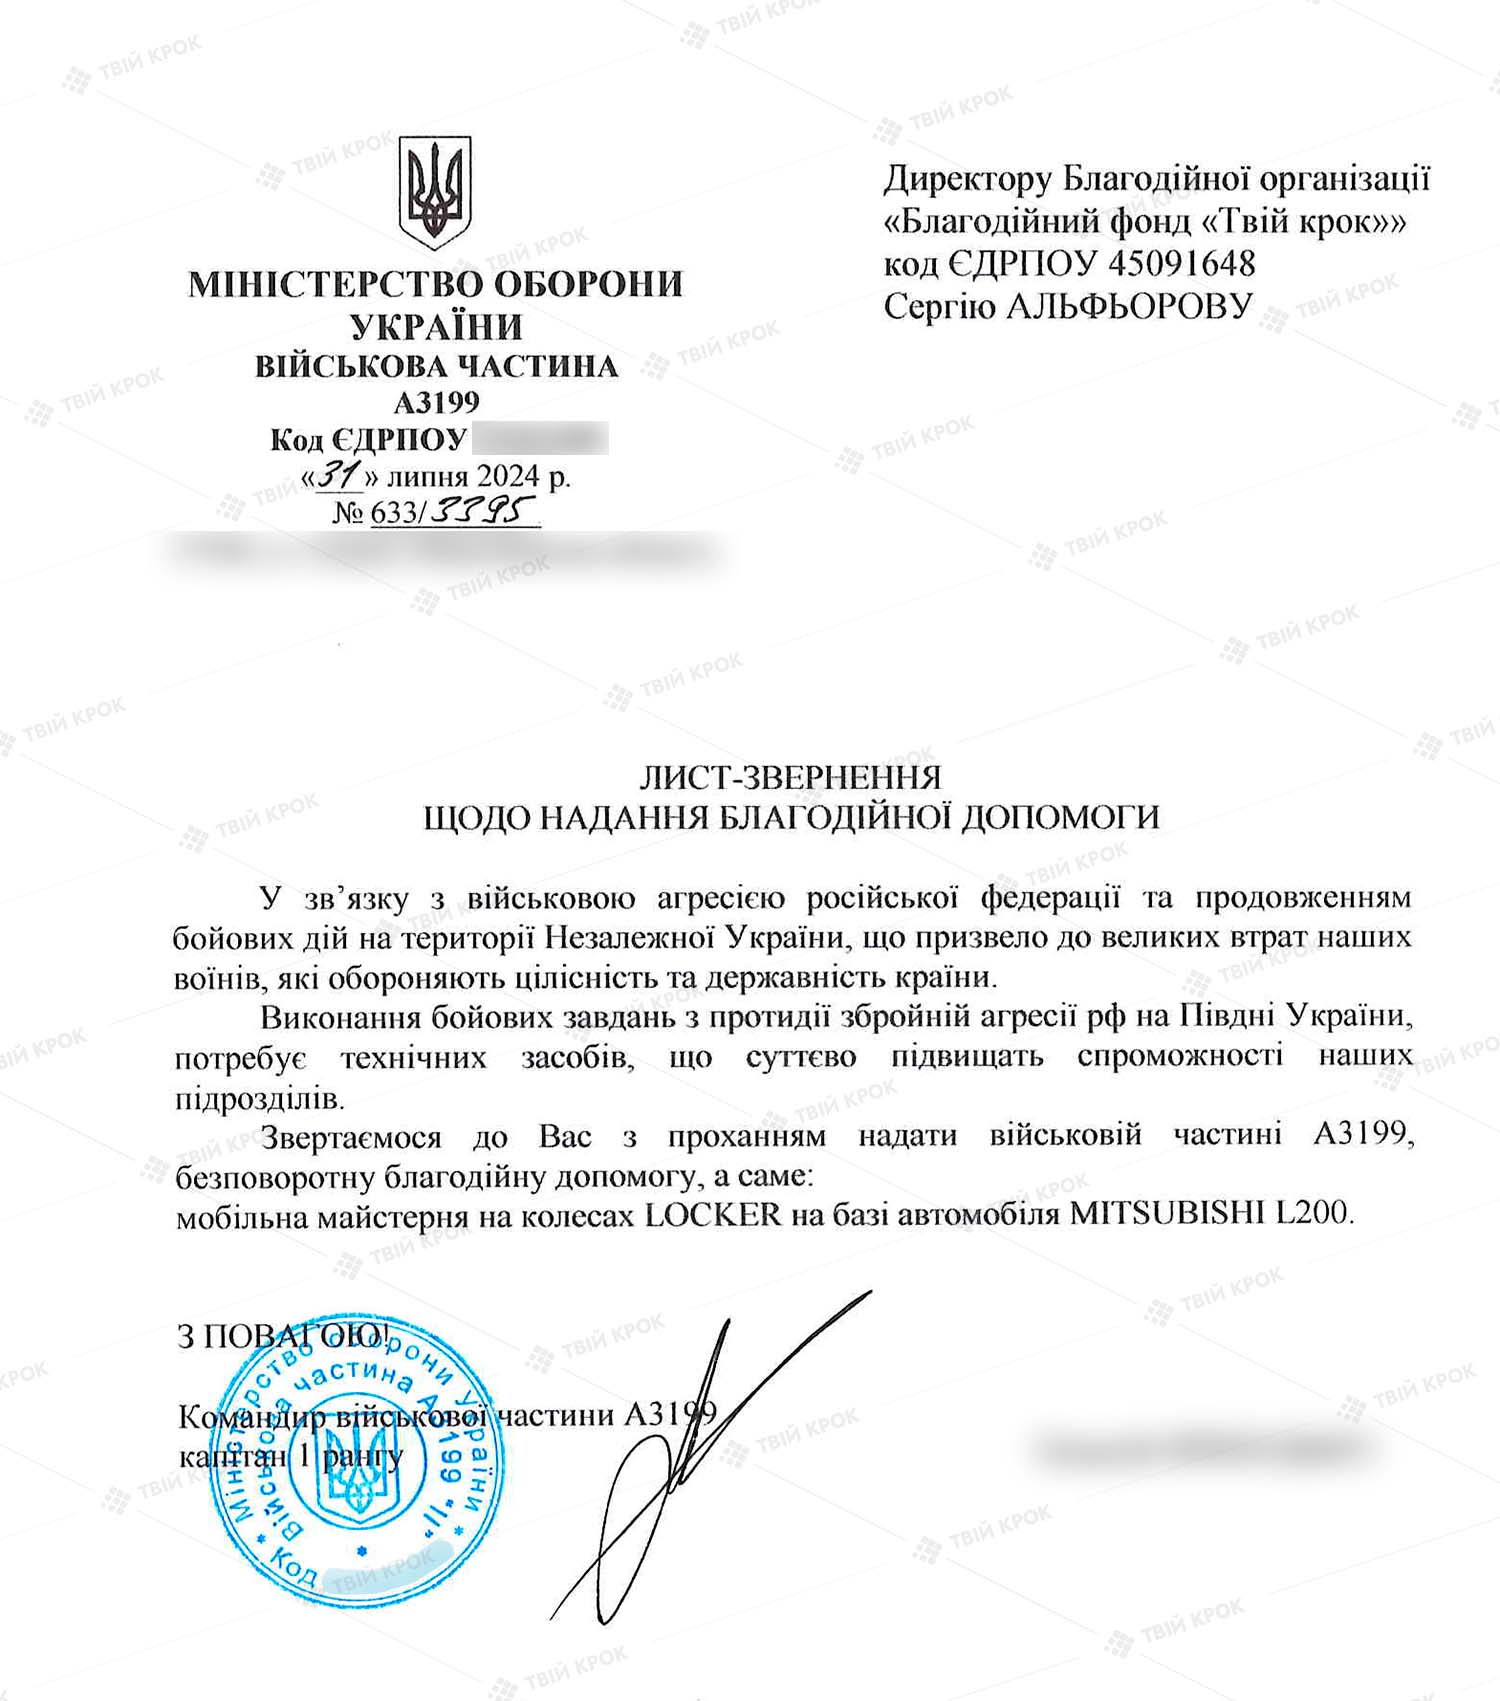 МІНІСТЕРСТВО ОБОРОНИ
УКРАЇНИ
ВІЙСЬКОВА ЧАСТИНА
А3199
Код ЄДРПОУ
«31» липня 2024 р.
№ 633/3395
Директору Благодійної організації
«Благодійний фонд «Твій крок»»
код ЄДРПОУ 45091648
Сергію АЛЬФЬОРОВУ
ЛИСТ-ЗВЕРНЕННЯ
ЩОДО НАДАННЯ БЛАГОДІЙНОЇ ДОПОМОГИ
У зв’язку з військовою агресією російської федерації та продовженням
бойових дій на території Незалежної України, що призвело до великих втрат наших
воїнів, які обороняють цілісність та державність країни.
Виконання бойових завдань з протидії збройній агресії рф на Півдні України,
потребує технічних засобів, що суттєво підвищать спроможності наших
підрозділів.
Звертаємося до Вас з проханням надати військовій частині А3199,
безповоротну благодійну допомогу, а саме:
мобільна майстерня на колесах LOCKER на базі автомобіля MITSUBISHI L200.
З ПОВАГОЮ!
Командир військової частини А3199
капітан 1 рангу
* Міністерство оборони України *
Військова частина А3199 "11"
* Код
ТВІЙ КРОК